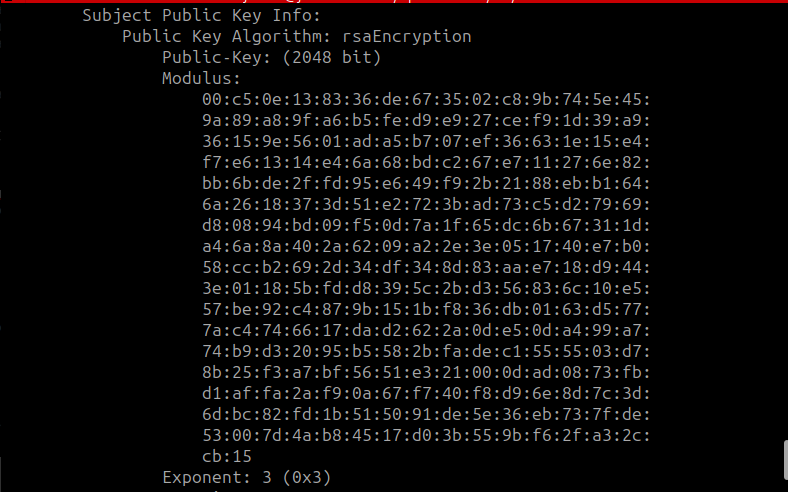 Subject Public Key Info:
Public Key Algorithm: rsaEncryption
Public-Key: (2048 bit)
Modulus:
00:c5:0e:13:83:36:de:67:35:02:c8:9b:74:5e:45:
9a:89:a8:9f:a6:b5:fe:d9:e9:27:ce:f9:1d:39:a9:
36:15:9e:56:01:ad:a5:b7:07:ef:36:63:1e:15:e4:
f7:e6:13:14:e4:6a:68:bd:c2:67:e7:11:27:6e:82:
bb:6b:de:2f:fd:95:e6:49:f9:2b:21:88:eb:b1:64:
6a:26:18:37:3d:51:e2:72:3b:ad:73:c5:d2:79:69:
d8:08:94:bd:09:f5:0d:7a:1f:65:dc:6b:67:31:1d:
a4:6a:8a:40:2a:62:09:a2:2e:3e:05:17:40:e7:b0:
58:cc:b2:69:2d:34:df:34:8d:83:aa:e7:18:d9:44:
3e:01:18:5b:fd:d8:39:5c:2b:d3:56:83:6c:10:e5:
57:be:92:c4:87:9b:15:1b:f8:36:db:01:63:d5:77:
7a:c4:74:66:17:da:d2:62:2a:0d:e5:0d:a4:99:a7:
74:b9:d3:20:95:b5:58:2b:fa:de:c1:55:55:03:d7:
8b:25:f3:a7:bf:56:51:e3:21:00:0d:ad:08:73:fb:
d1:af:fa:2a:f9:0a:67:f7:40:f8:d9:6e:8d:7c:3d:
6d:bc:82:fd:1b:51:50:91:de:5e:36:eb:73:7f:de:
53:00:7d:4a:b8:45:17:d0:3b:55:9b:f6:2f:a3:2c:
cb:15
Exponent: 3 (0x3)